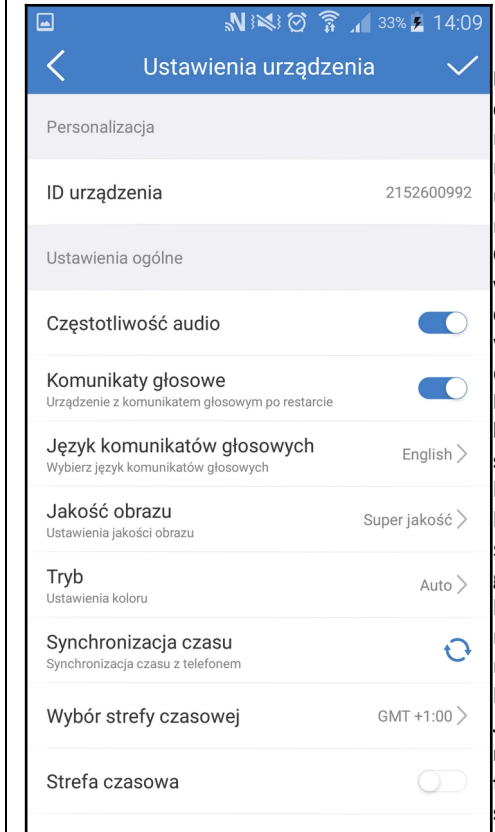 33% 14:09
Ustawienia urządzenia
Personalizacja
ID urządzenia 2152600992
Ustawienia ogólne
Częstotliwość audio
Komunikaty głosowe
Urządzenie z komunikatem głosowym po restarcie
Język komunikatów głosowych English
Wybierz język komunikatów głosowych
Jakość obrazu Super jakość
Ustawienia jakości obrazu
Tryb Auto
Ustawienia koloru
Synchronizacja czasu
Synchronizacja czasu z telefonem
Wybór strefy czasowej GMT +1:00
Strefa czasowa